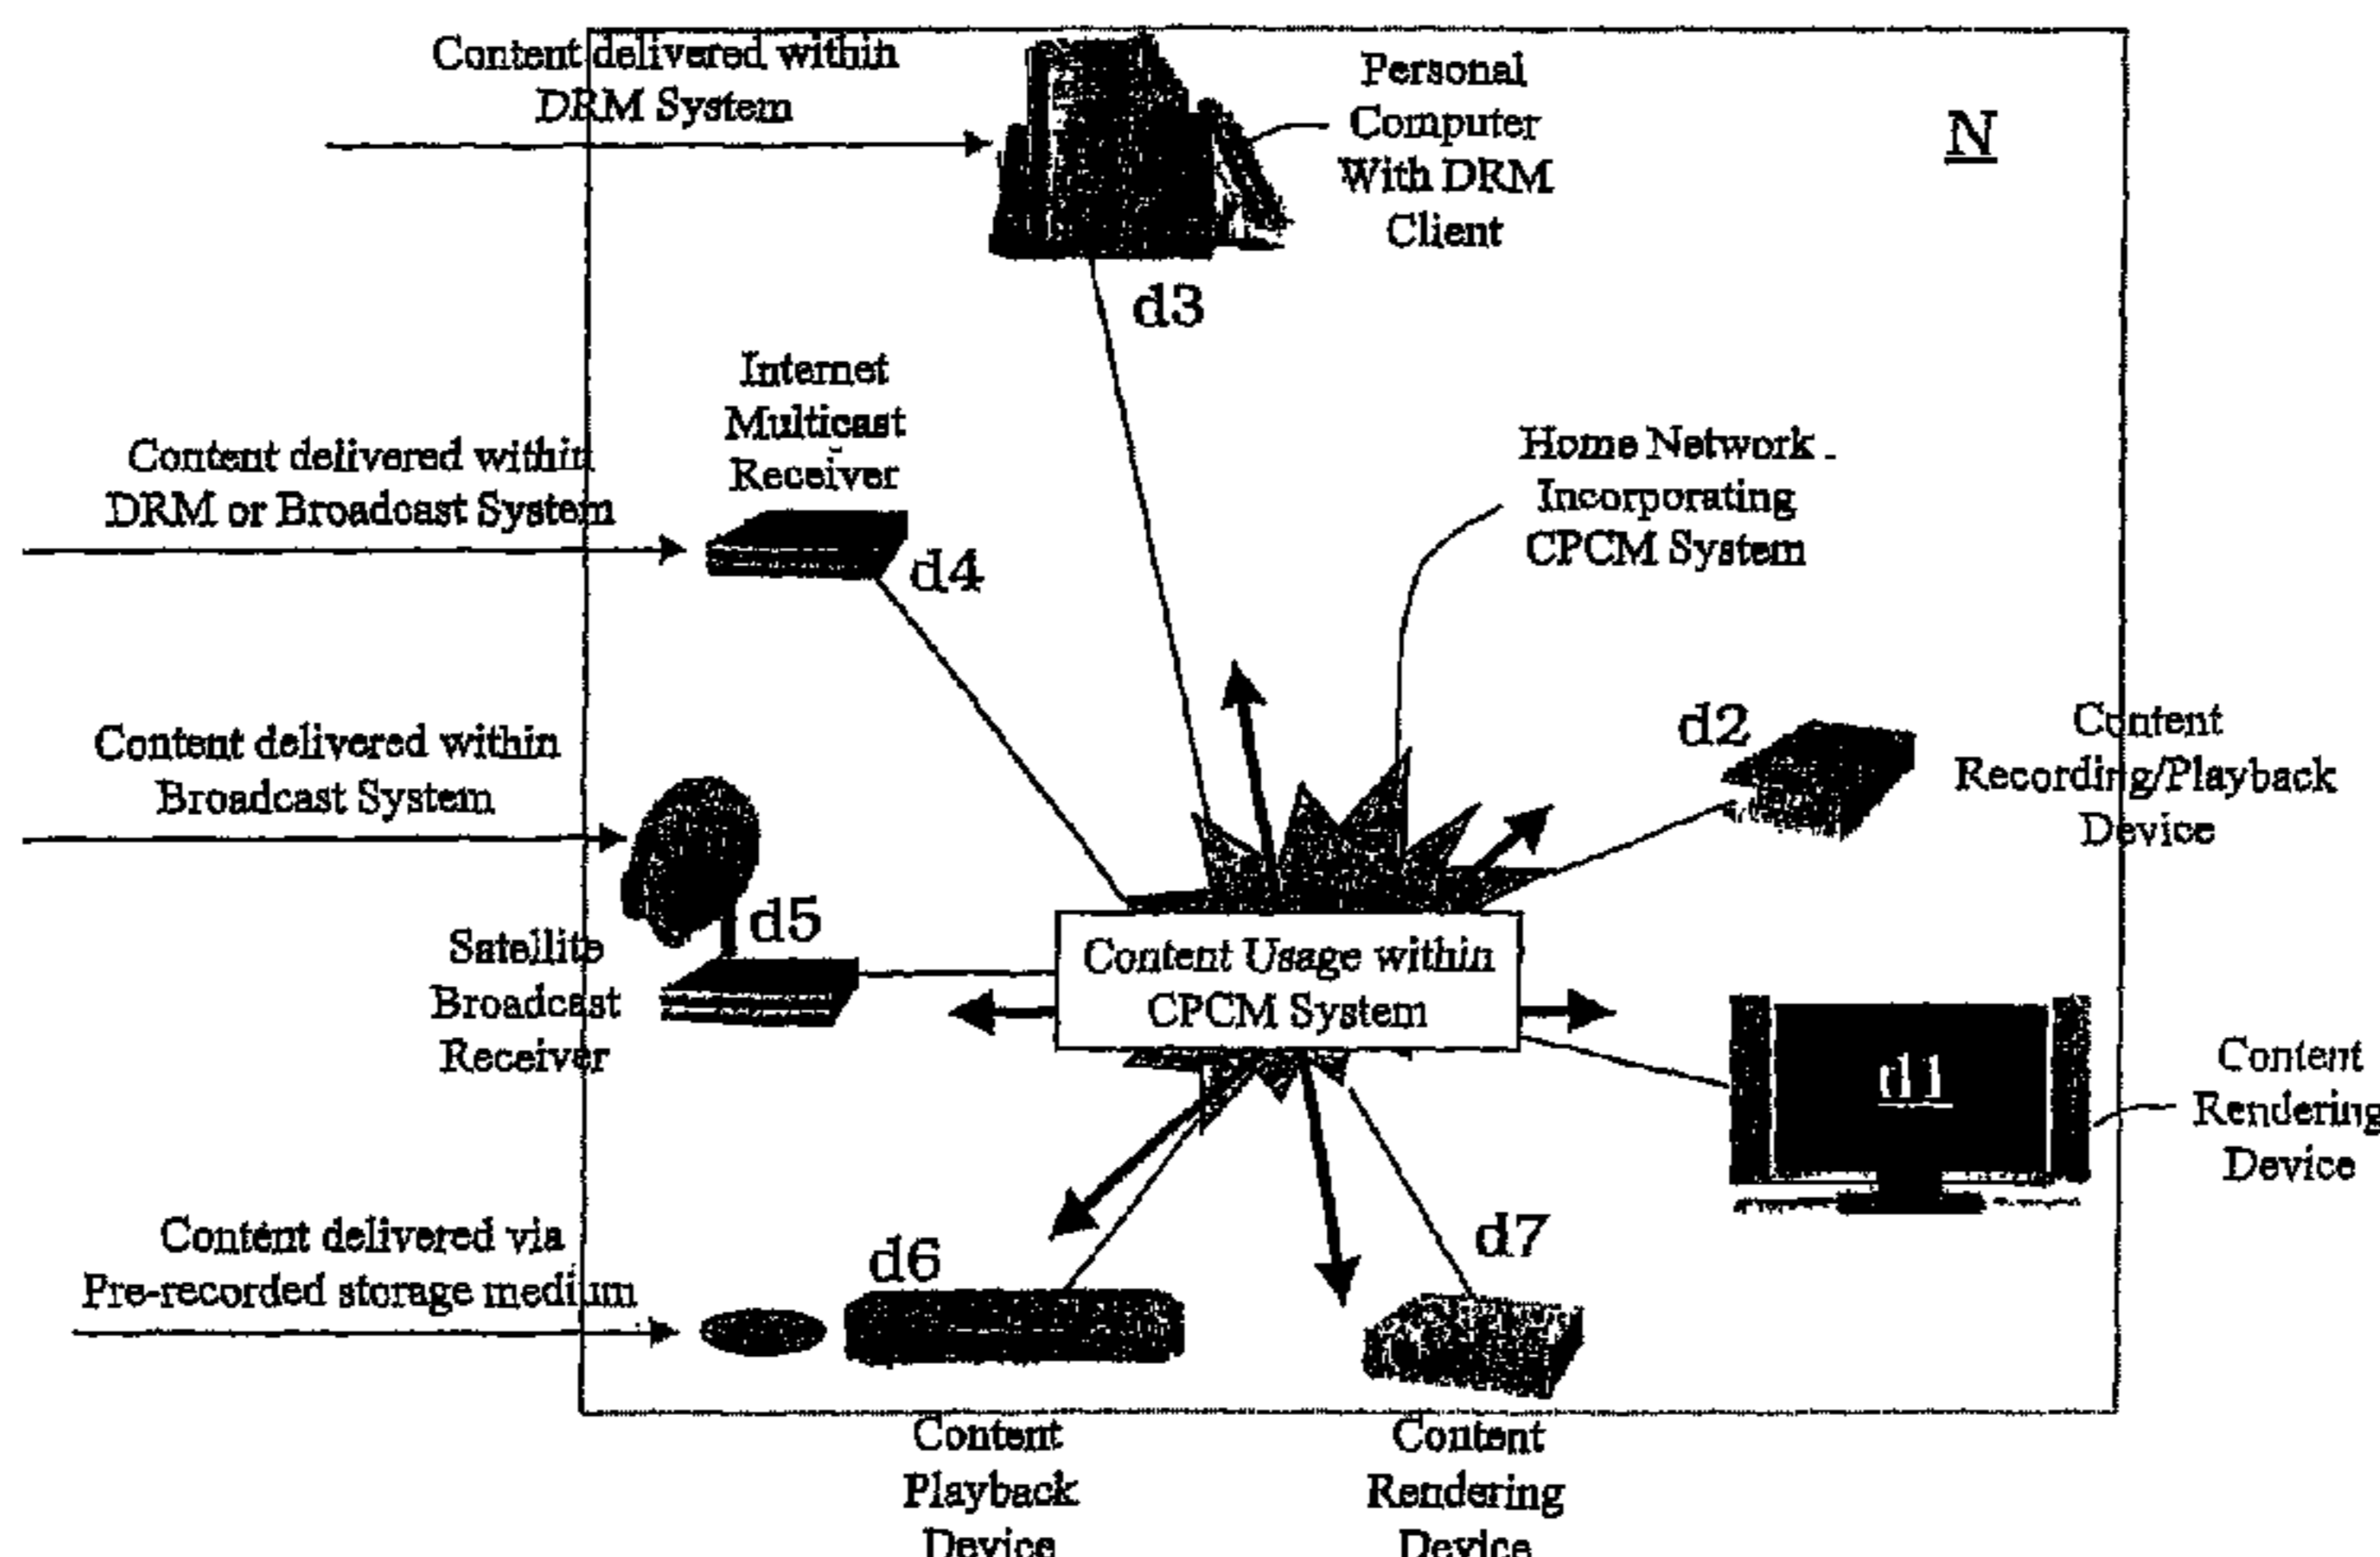 Content delivered within
DRM System
Personal
Computer
With DRM
Client
N
d3
Internet
Multicast
Receiver
Content delivered within
DRM or Broadcast System
d4
Home Network
Incorporating
CPCM System
Content delivered within
Broadcast System
d2
Content
Recording/Playback
Device
d5
Satellite
Broadcast
Receiver
Content Usage within
CPCM System
d1
Content
Rendering
Device
Content delivered via
Pre-recorded storage medium
d6
d7
Content
Playback
Device
Content
Rendering
Device